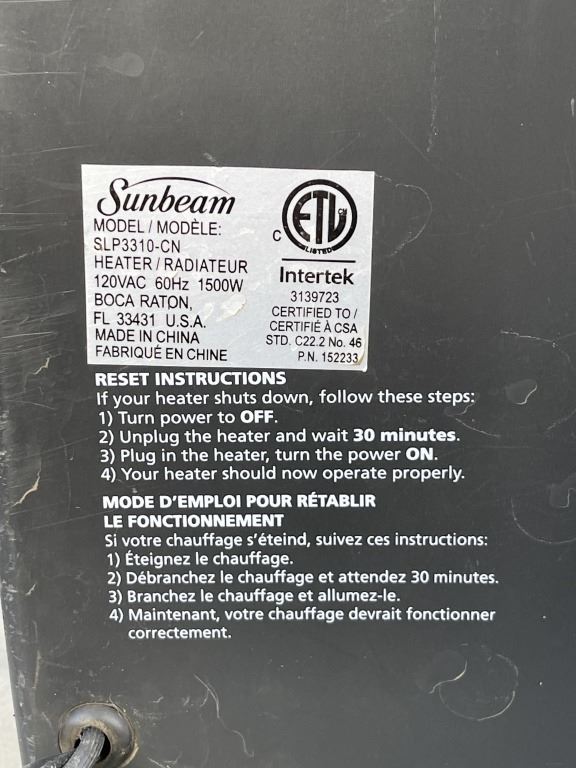 Sunbeam
MODEL / MODÈLE:
SLP3310-CN
HEATER / RADIATEUR
120VAC 60Hz 1500W
BOCA RATON,
FL 33431 U.S.A.
MADE IN CHINA
FABRIQUÉ EN CHINE
C ETL CM
LISTED
Intertek
3139723
CERTIFIED TO /
CERTIFIÉ À CSA
STD. C22.2 No. 46
P.N. 152233
RESET INSTRUCTIONS
If your heater shuts down, follow these steps:
1) Turn power to OFF.
2) Unplug the heater and wait 30 minutes.
3) Plug in the heater, turn the power ON.
4) Your heater should now operate properly.
MODE D'EMPLOI POUR RÉTABLIR
LE FONCTIONNEMENT
Si votre chauffage s'éteind, suivez ces instructions:
1) Éteignez le chauffage.
2) Débranchez le chauffage et attendez 30 minutes.
3) Branchez le chauffage et allumez-le.
4) Maintenant, votre chauffage devrait fonctionner
correctement.